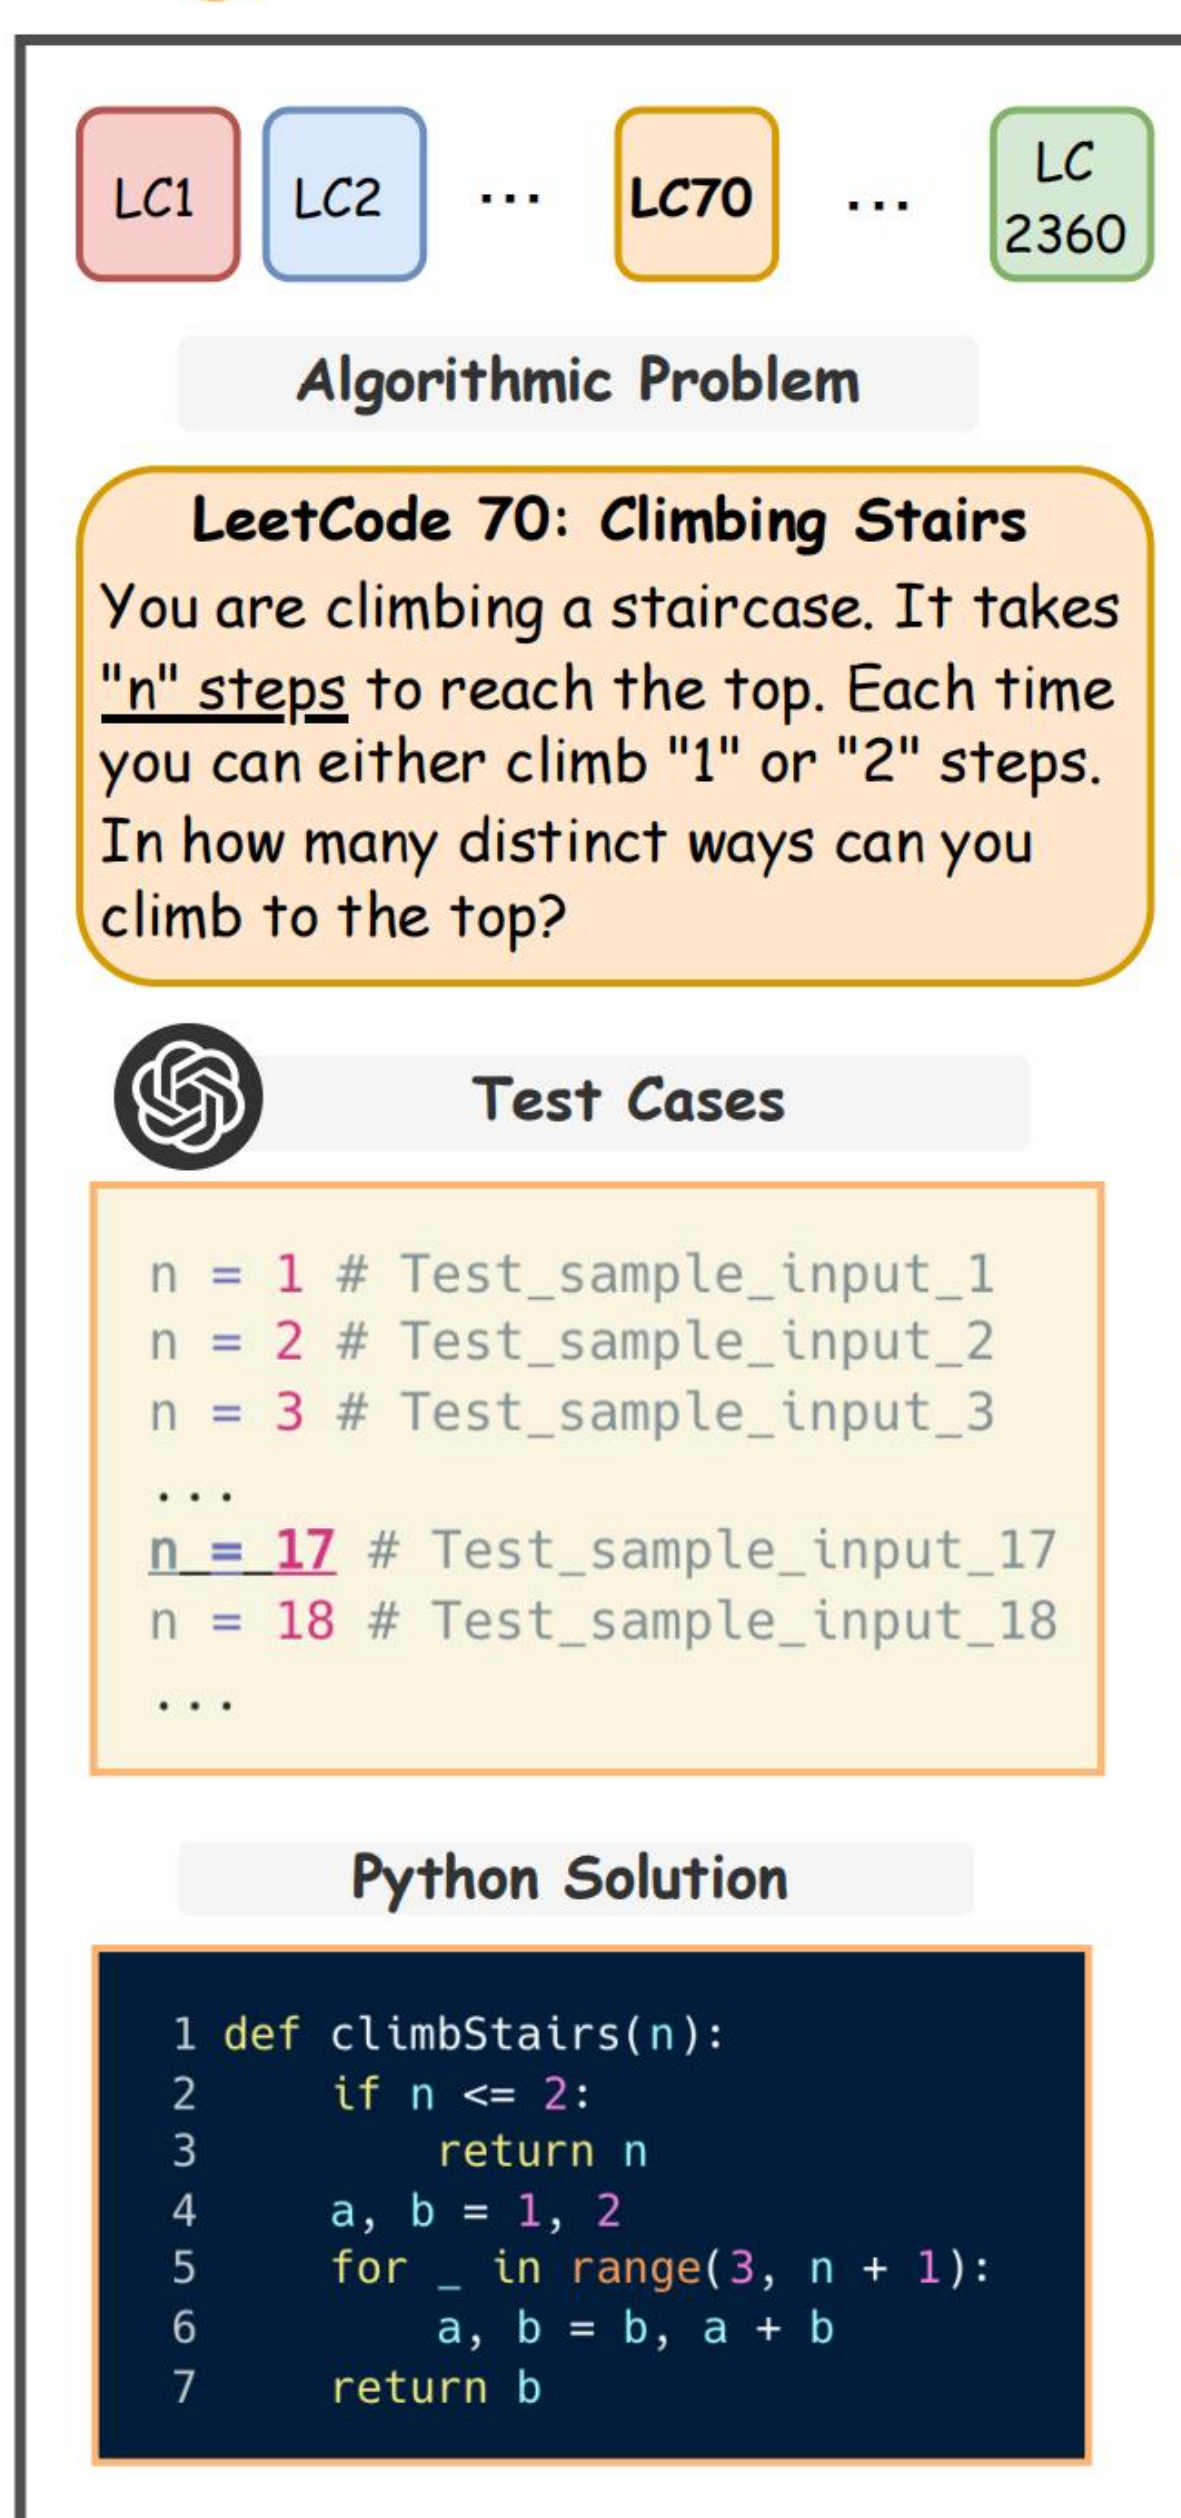 LC1 LC2 ... LC70 ... LC
2360
Algorithmic Problem
LeetCode 70: Climbing Stairs
You are climbing a staircase. It takes
"n" steps to reach the top. Each time
you can either climb "1" or "2" steps.
In how many distinct ways can you
climb to the top?
Test Cases
n = 1 # Test_sample_input_1
n = 2 # Test_sample_input_2
n = 3 # Test_sample_input_3
...
n = 17 # Test_sample_input_17
n = 18 # Test_sample_input_18
...
Python Solution
1 def climbStairs(n):
2     if n <= 2:
3         return n
4     a, b = 1, 2
5     for _ in range(3, n + 1):
6         a, b = b, a + b
7     return b